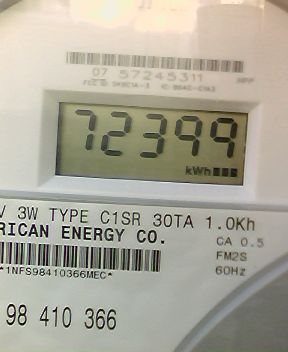 07 57245311
72399
kWh
V 3W TYPE C1SR 30TA 1.0Kh
RICAN ENERGY CO.
CA 0.5
FM2S
*1NFS98410366MEC*
60Hz
98 410 366